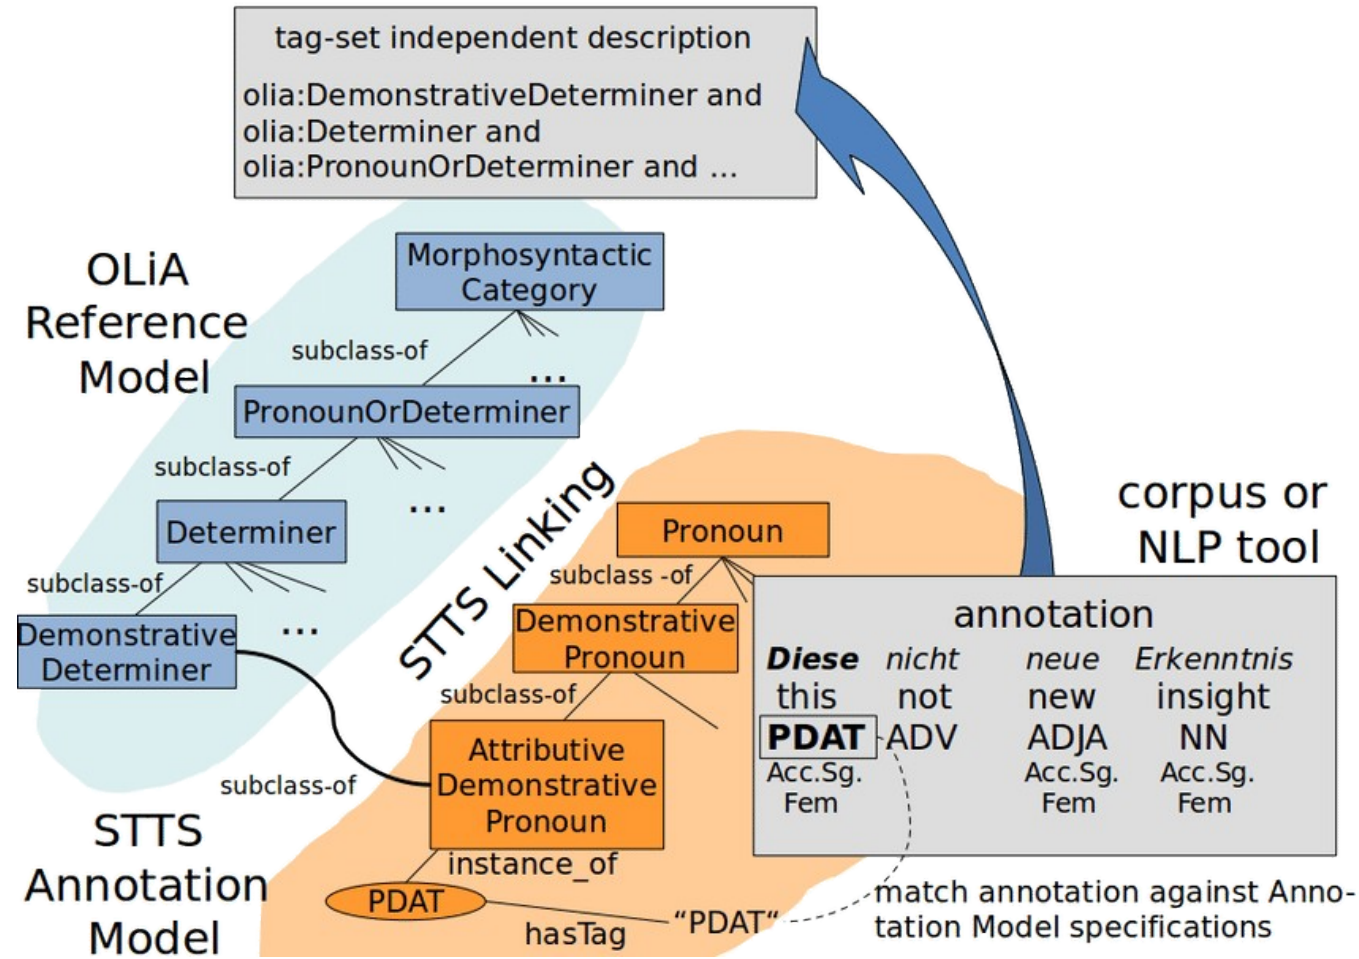 tag-set independent description
olia:DemonstrativeDeterminer and
olia:Determiner and
olia:PronounOrDeterminer and ...
OLiA
Reference
Model
Morphosyntactic
Category
subclass-of
...
PronounOrDeterminer
subclass-of
...
Determiner
subclass-of
...
Demonstrative
Determiner
STTS Linking
subclass-of
STTS
Annotation
Model
Pronoun
subclass -of
Demonstrative
Pronoun
subclass-of
Attributive
Demonstrative
Pronoun
instance_of
PDAT
hasTag
“PDAT“
corpus or
NLP tool
annotation
Diese nicht neue Erkenntnis
this not new insight
PDAT ADV ADJA NN
Acc.Sg. Acc.Sg. Acc.Sg.
Fem Fem Fem
match annotation against Anno-
tation Model specifications